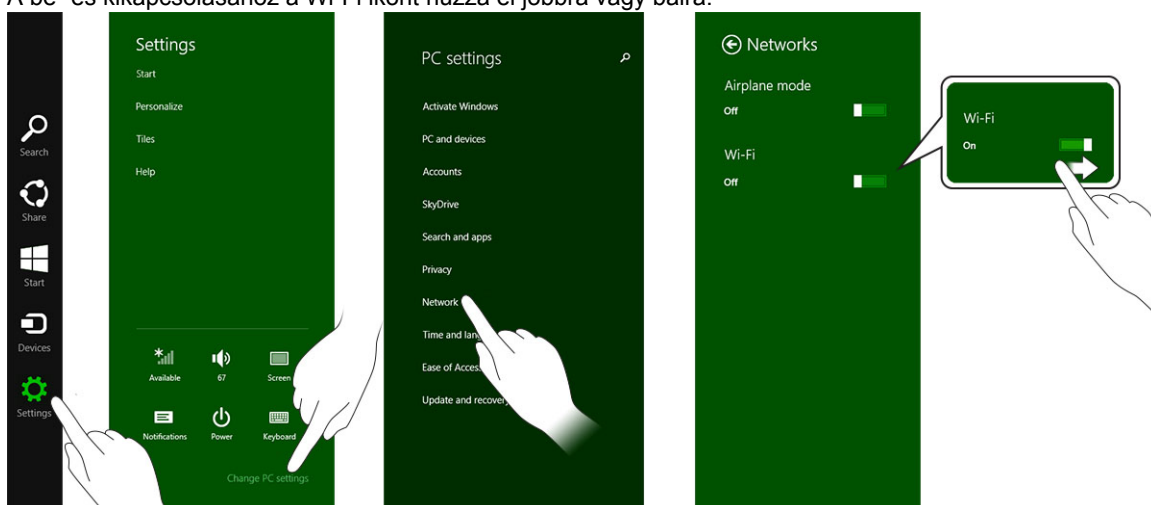 A be- és kikapcsolásához a Wi-Fi ikont húzza el jobbra vagy balra.
Search
Share
Start
Devices
Settings
Settings
Start
Personalize
Tiles
Help
Available
67
Screen
Notifications
Power
Keyboard
Change PC settings
PC settings
Activate Windows
PC and devices
Accounts
SkyDrive
Search and apps
Privacy
Network
Time and
Ease of
Update and recovery
Networks
Airplane mode
Off
Wi-Fi
Off
Wi-Fi
On